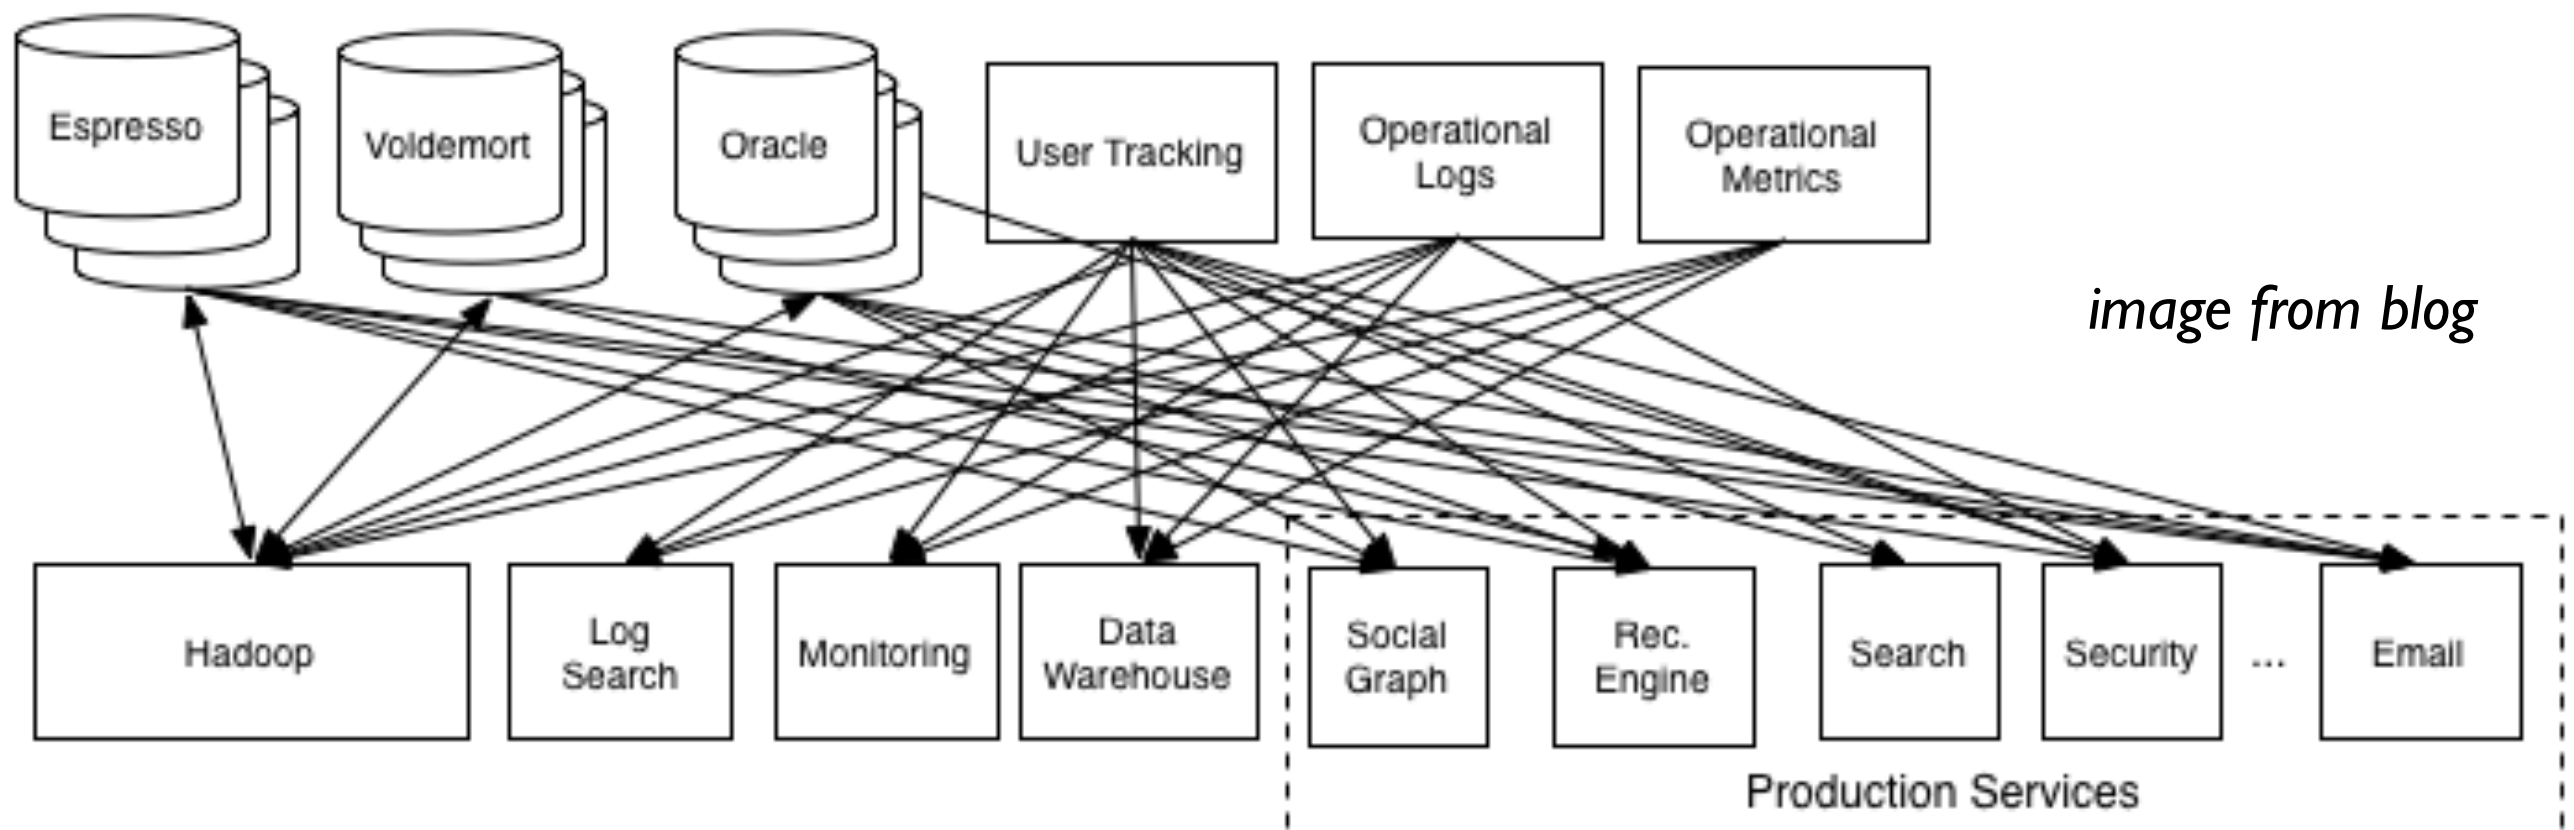 Espresso
Voldemort
Oracle
User Tracking
Operational
Logs
Operational
Metrics
image from blog
Hadoop
Log
Search
Monitoring
Data
Warehouse
Social
Graph
Rec.
Engine
Search
Security
...
Email
Production Services